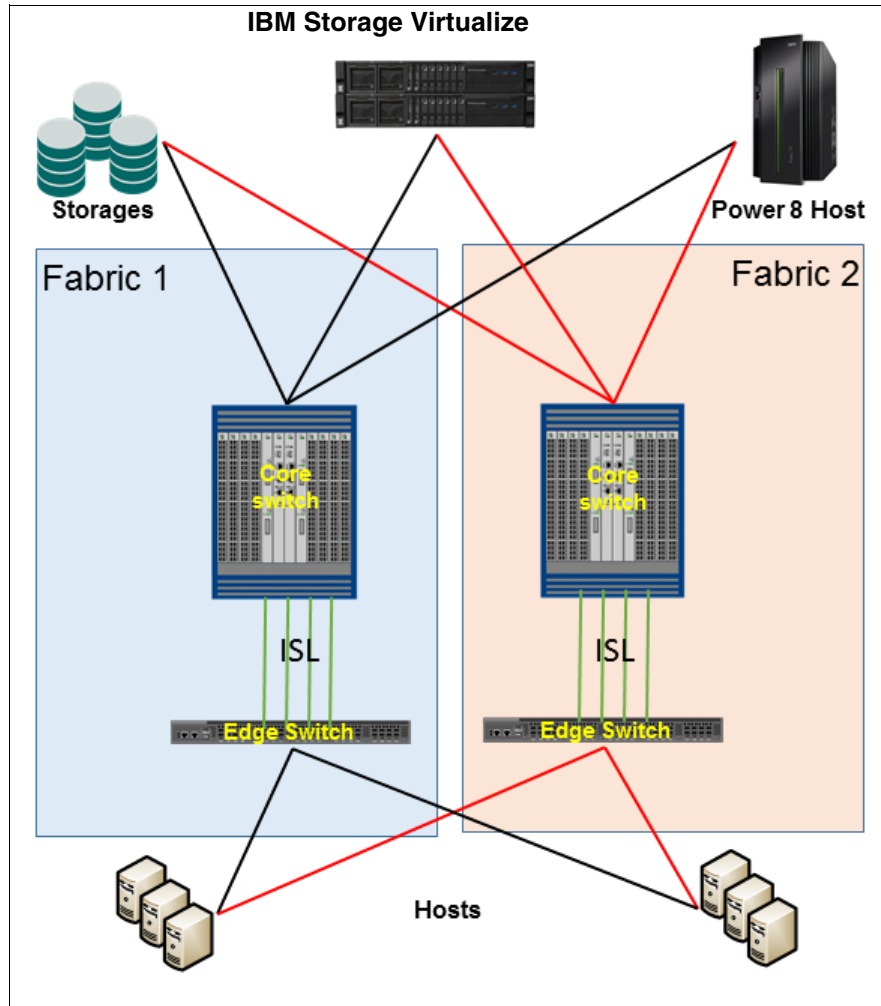 IBM Storage Virtualize
Storages
Power 8 Host
Fabric 1
Fabric 2
Core
switch
Core
switch
ISL
ISL
Edge Switch
Edge Switch
Hosts